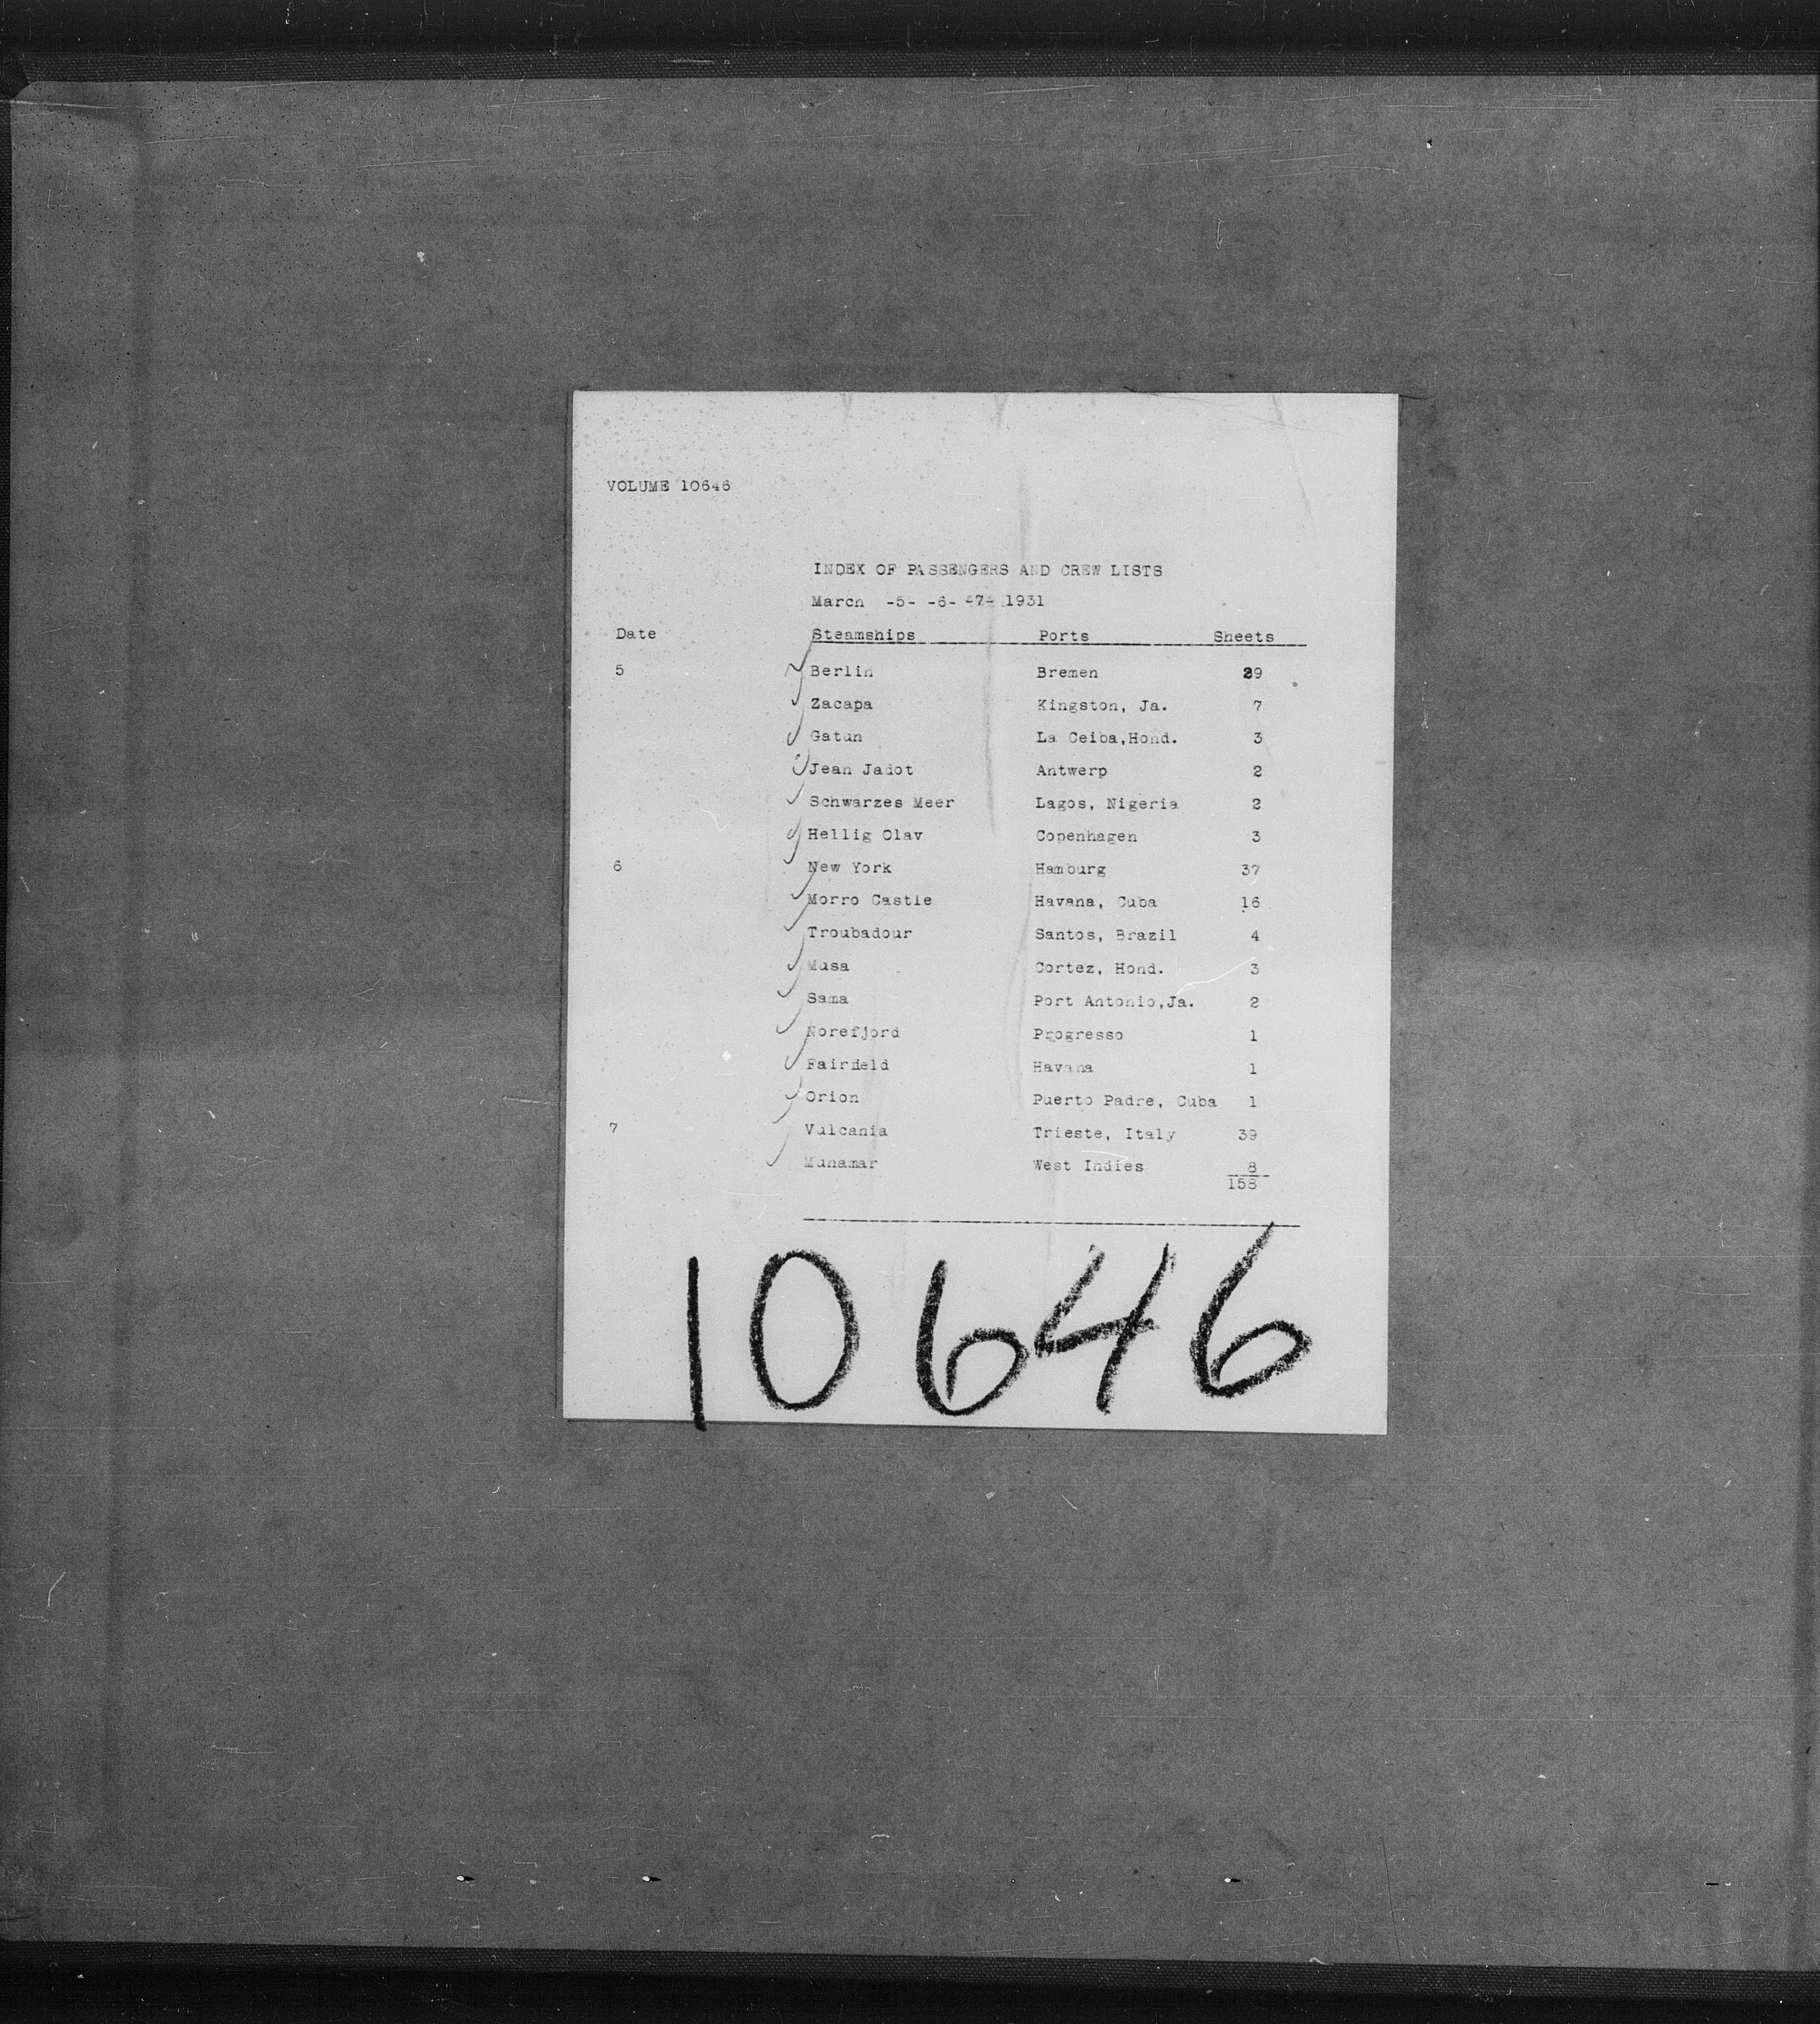 VOLUME 10646
INDEX OF PASSENGERS AND CREW LISTS
March -5- -6- -7- 1931
Date Steamships Ports Sheets
5 Berlin Bremen 29
Zacapa Kingston, Ja. 7
Gatun La Ceiba,Hond. 3
Jean Jadot Antwerp 2
Schwarzes Meer Lagos, Nigeria 2
Hellig Olav Copenhagen 3
6 New York Hamburg 37
Morro Castle Havana, Cuba 16
Troubadour Santos, Brazil 4
Musa Cortez, Hond. 3
Sama Port Antonio,Ja. 2
Norefjord Progresso 1
Fairfield Havana 1
Orion Puerto Padre, Cuba 1
7 Vulcania Trieste, Italy 39
Munamar West Indies 8
158
10646